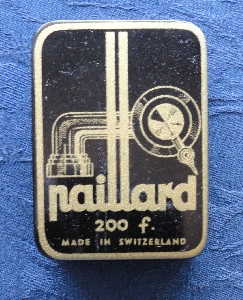 paillard
200 f.
MADE IN SWITZERLAND